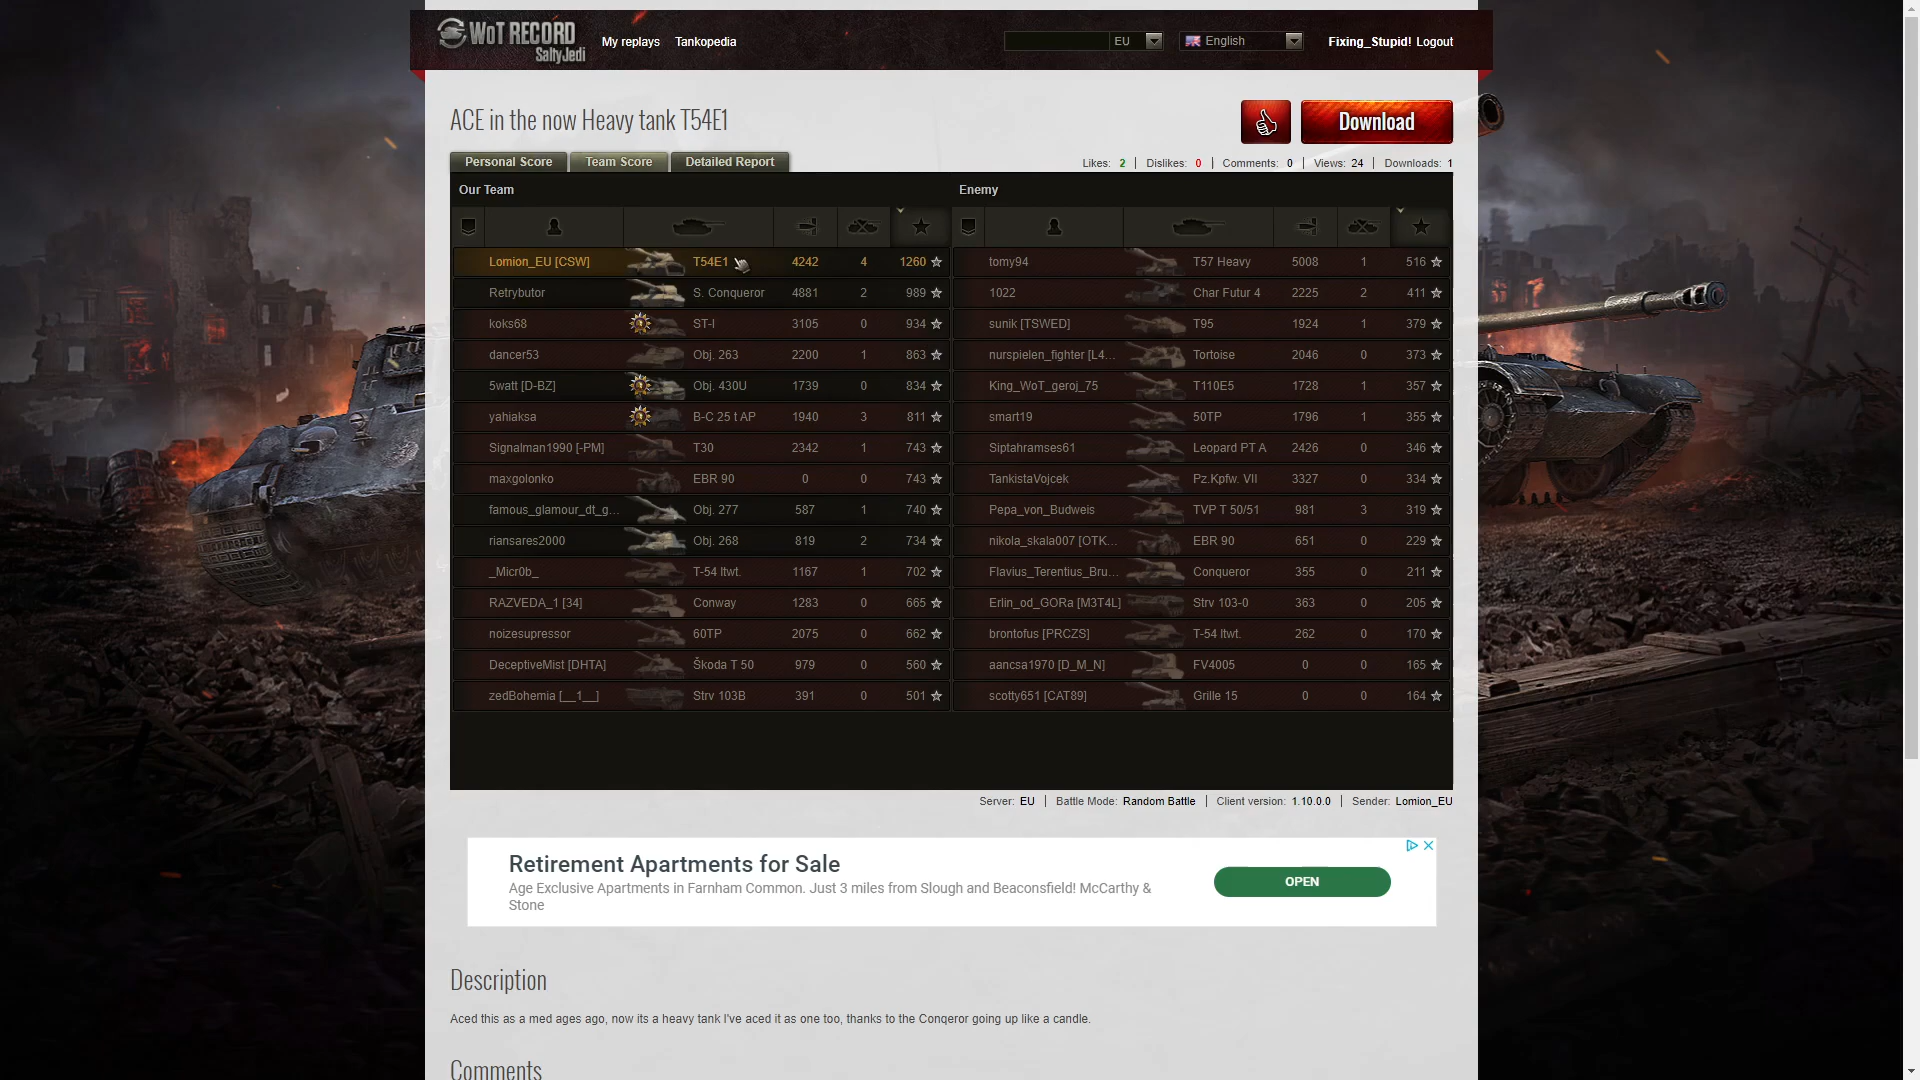 WoT RECORD
SaltyJedi
My replays
Tankopedia
EU
English
Fixing_Stupid! Logout
ACE in the now Heavy tank T54E1
Download
Personal Score
Team Score
Detailed Report
Likes: 2 | Dislikes: 0 | Comments: 0 | Views: 24 | Downloads: 1
Our Team
Enemy
Lomion_EU [CSW] T54E1 4242 4 1260
Retrybutor S. Conqueror 4881 2 989
koks68 ST-I 3105 0 934
dancer53 Obj. 263 2200 1 863
5watt [D-BZ] Obj. 430U 1739 0 834
yahiaksa B-C 25 t AP 1940 3 811
Signalman1990 [-PM] T30 2342 1 743
maxgolonko EBR 90 0 0 743
famous_glamour_dt_g... Obj. 277 587 1 740
riansares2000 Obj. 268 819 2 734
_Micr0b_ T-54 ltwt. 1167 1 702
RAZVEDA_1 [34] Conway 1283 0 665
noizesupressor 60TP 2075 0 662
DeceptiveMist [DHTA] Škoda T 50 979 0 560
zedBohemia [__1__] Strv 103B 391 0 501
tomy94 T57 Heavy 5008 1 516
1022 Char Futur 4 2225 2 411
sunik [TSWED] T95 1924 1 379
nurspielen_fighter [L4... Tortoise 2046 0 373
King_WoT_geroj_75 T110E5 1728 1 357
smart19 50TP 1796 1 355
Siptahramses61 Leopard PT A 2426 0 346
TankistaVojcek Pz.Kpfw. VII 3327 0 334
Pepa_von_Budweis TVP T 50/51 981 3 319
nikola_skala007 [OTK... EBR 90 651 0 229
Flavius_Terentius_Bru... Conqueror 355 0 211
Erlin_od_GORa [M3T4L] Strv 103-0 363 0 205
brontofus [PRCZS] T-54 ltwt. 262 0 170
aancsa1970 [D_M_N] FV4005 0 0 165
scotty651 [CAT89] Grille 15 0 0 164
Server: EU | Battle Mode: Random Battle | Client version: 1.10.0.0 | Sender: Lomion_EU
Retirement Apartments for Sale
Age Exclusive Apartments in Farnham Common. Just 3 miles from Slough and Beaconsfield! McCarthy &
Stone
OPEN
Description
Aced this as a med ages ago, now its a heavy tank I've aced it as one too, thanks to the Conqeror going up like a candle.
Comments